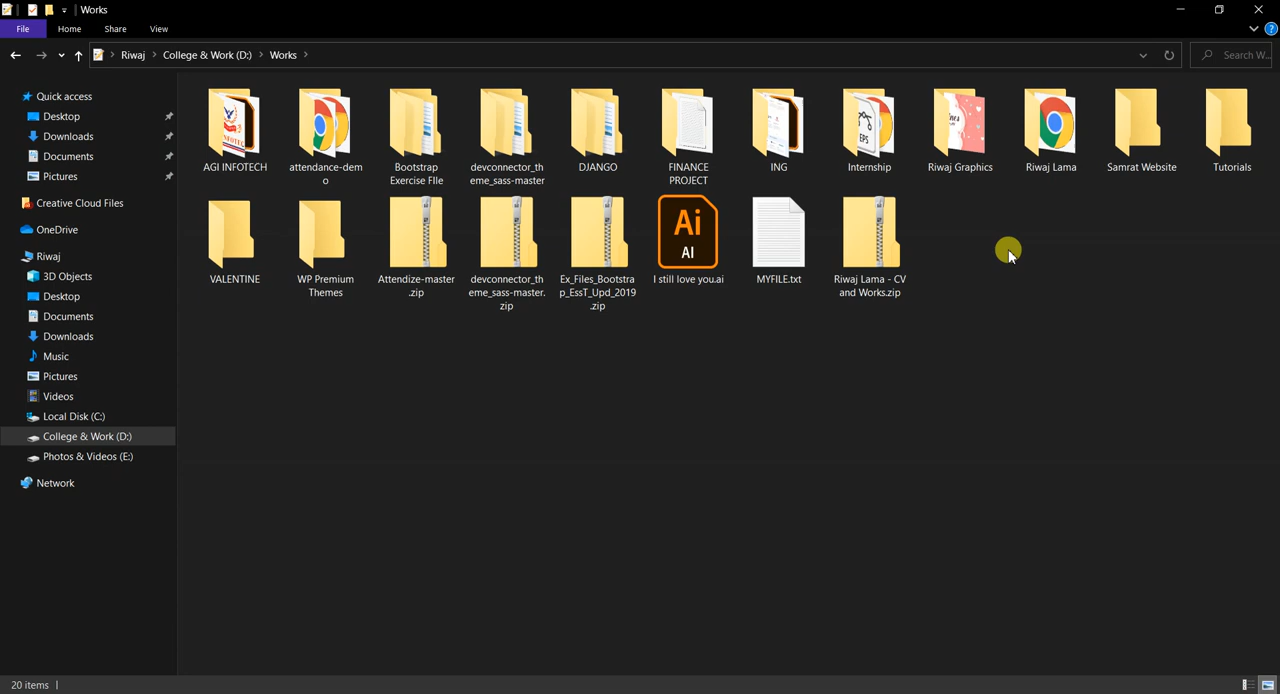 Works
File Home Share View
Riwaj College & Work (D:) Works
Search W...
Quick access
Desktop
Downloads
Documents
Pictures
Creative Cloud Files
OneDrive
Riwaj
3D Objects
Desktop
Documents
Downloads
Music
Pictures
Videos
Local Disk (C:)
College & Work (D:)
Photos & Videos (E:)
Network
AGI INFOTECH
attendance-dem
o
Bootstrap
Exercise FIle
devconnector_th
eme_sass-master
DJANGO
FINANCE
PROJECT
ING
Internship
Riwaj Graphics
Riwaj Lama
Samrat Website
Tutorials
VALENTINE
WP Premium
Themes
Attendize-master
.zip
devconnector_th
eme_sass-master.
zip
Ex_Files_Bootstra
p_EssT_Upd_2019
.zip
Ai
AI
I still love you.ai
MYFILE.txt
Riwaj Lama - CV
and Works.zip
EPS
20 items